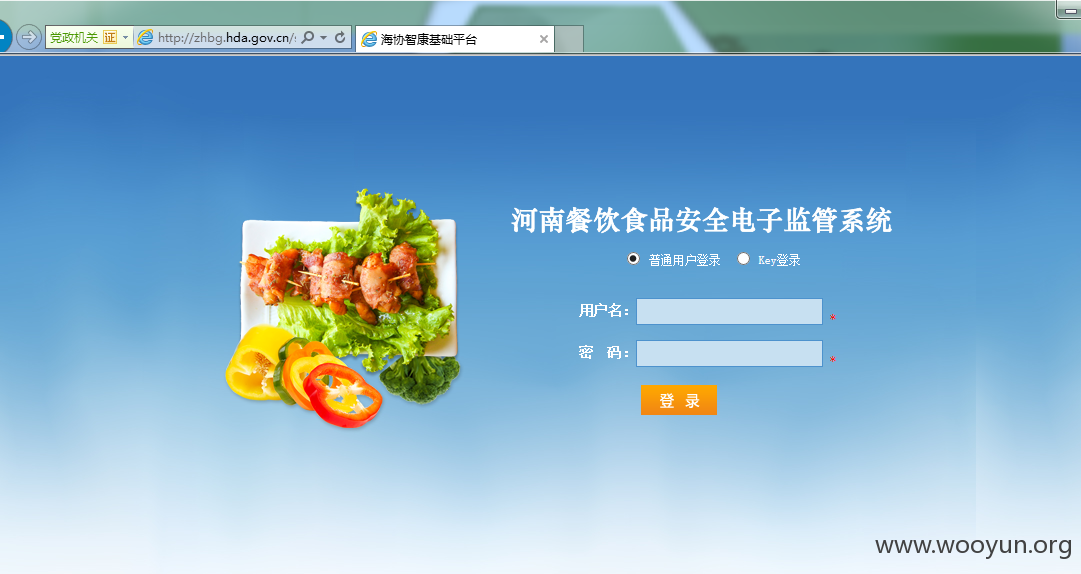 党政机关 证 http://zhbg.hda.gov.cn/ 海协智康基础平台
河南餐饮食品安全电子监管系统
普通用户登录 Key登录
用户名： *
密 码： *
登 录
www.wooyun.org